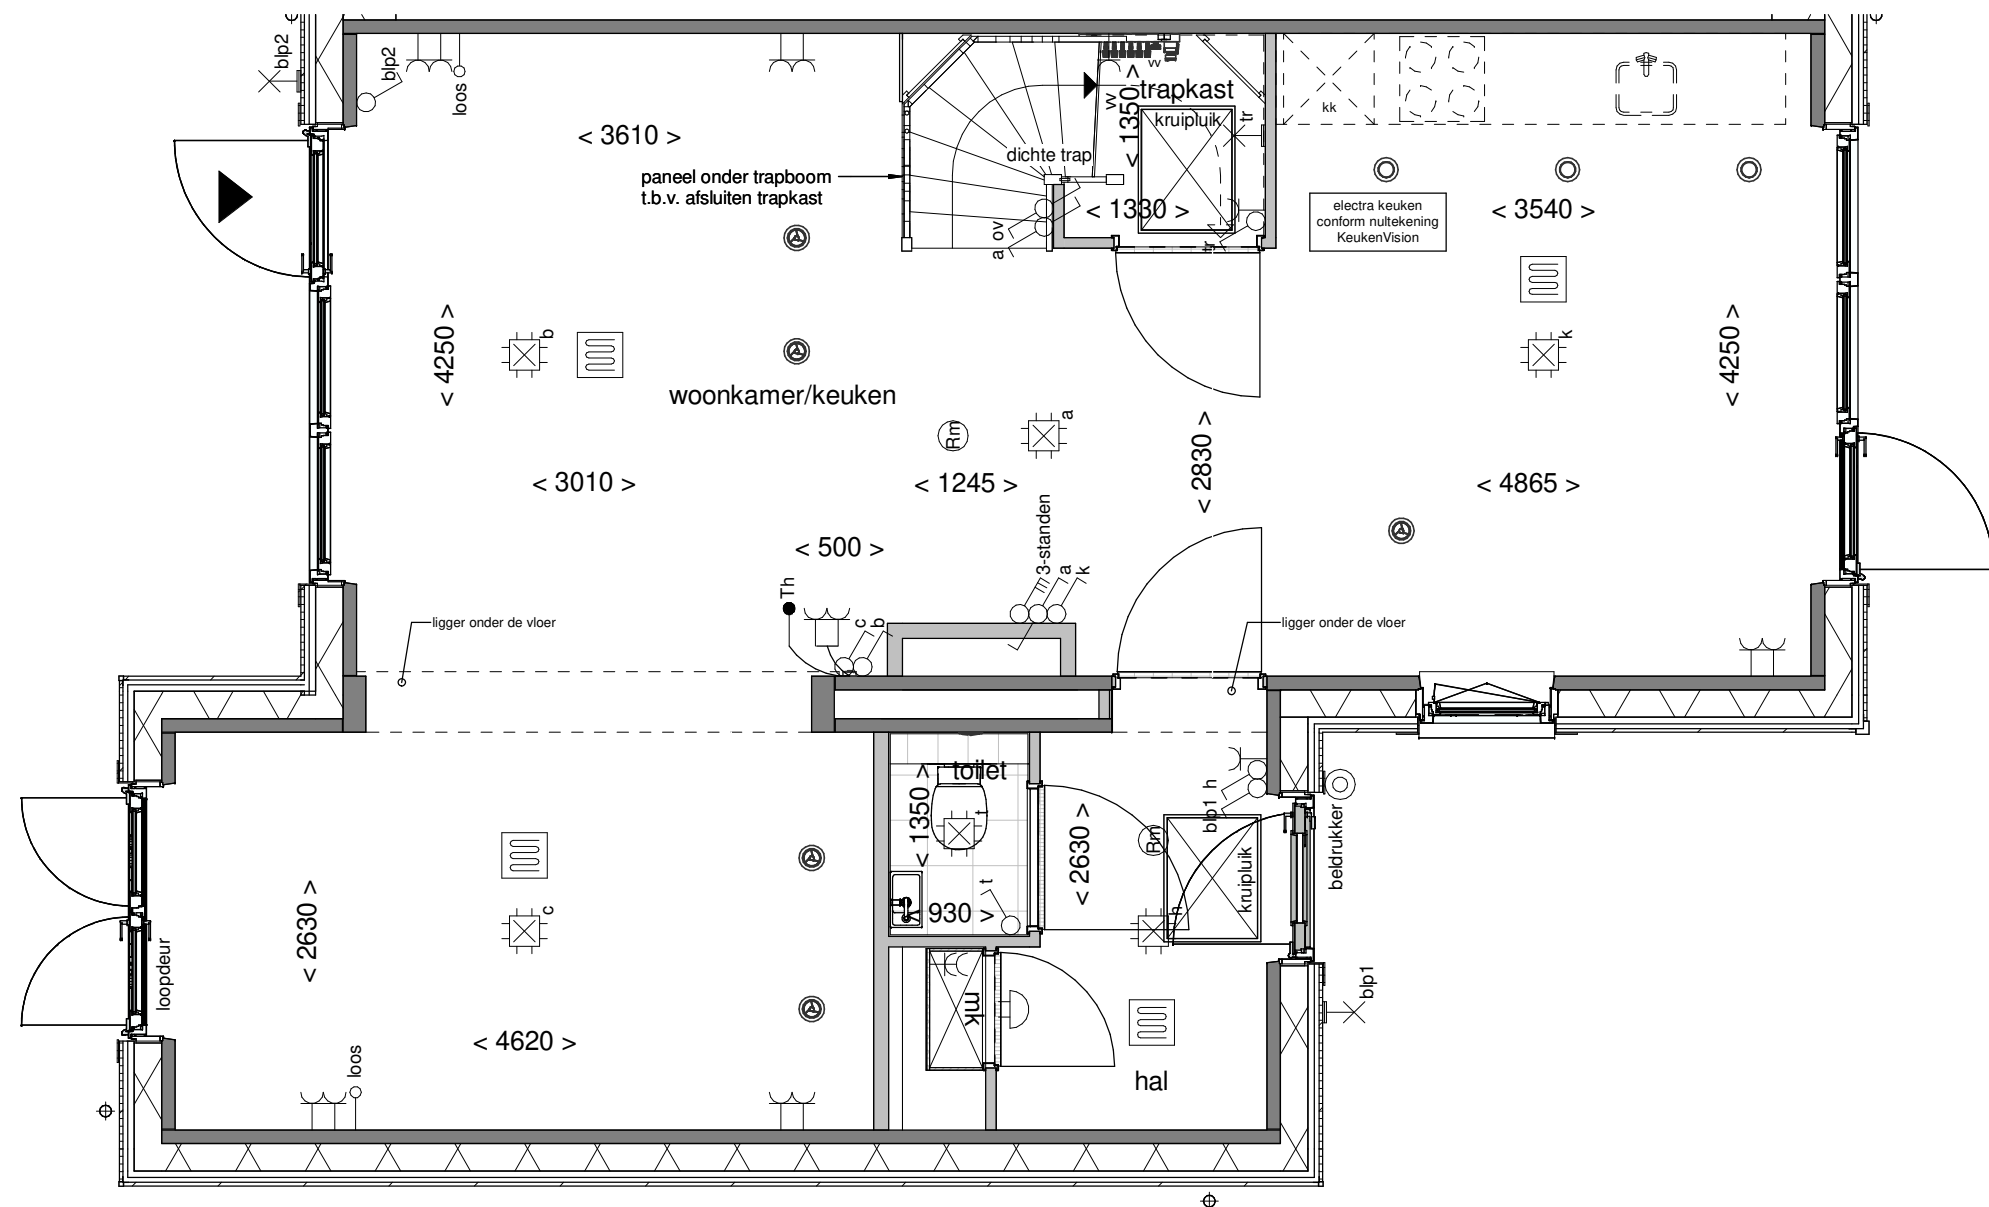 blp2
blp2
loos
< 3610 >
paneel onder trapboom
t.b.v. afsluiten trapkast
dichte trap
vv
vv
< 1350 >
trapkast
kruipluik
tr
kk
< 1330 >
a ov
tr
electra keuken
conform nultekening
KeukenVision
< 3540 >
< 4250 >
b
k
< 4250 >
woonkamer/keuken
Rm
a
< 3010 >
< 1245 >
< 2830 >
< 4865 >
< 500 >
3-standen
a
k
Th
c
b
ligger onder de vloer
ligger onder de vloer
toilet
< 1350 >
t
t
< 930 >
< 2630 >
blp1 h
Rm
kruipluik
h
beldrukker
blp1
< 2630 >
c
loopdeur
< 4620 >
loos
mk
hal